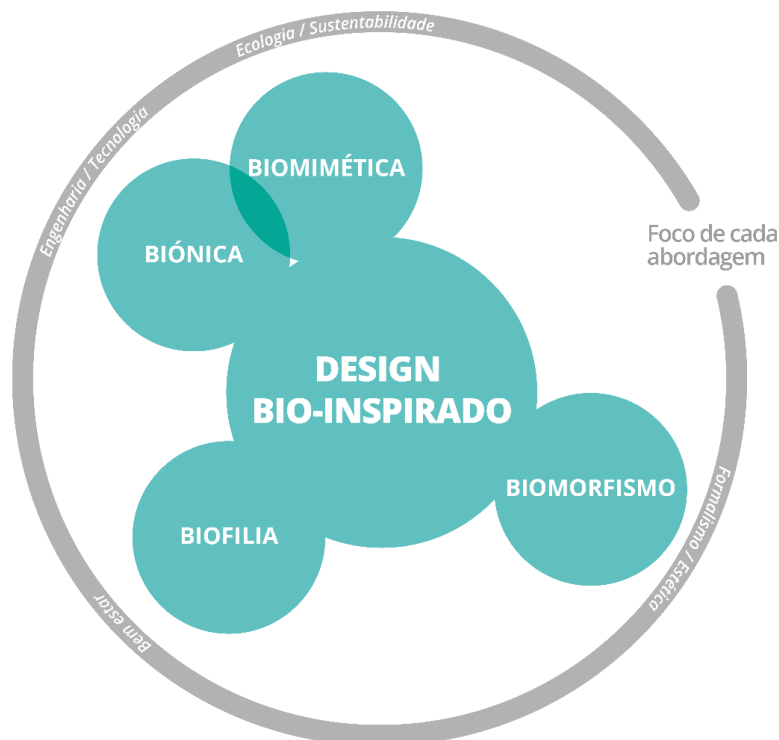 Ecologia / Sustentabilidade
Engenharia / Tecnologia
BIOMIMÉTICA
BIÓNICA
Foco de cada
abordagem
DESIGN
BIO-INSPIRADO
BIOMORFISMO
BIOFILIA
Formalismo / Estética
Bem estar